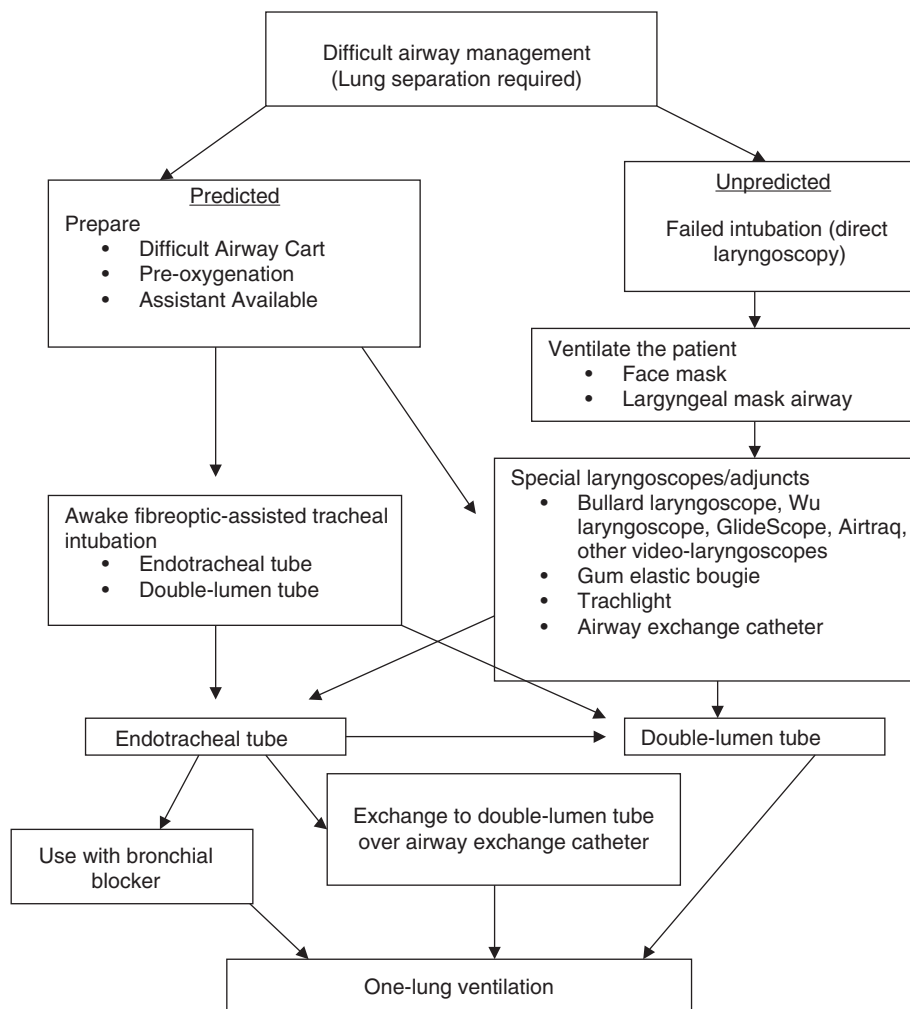 Difficult airway management
(Lung separation required)
Predicted
Prepare
• Difficult Airway Cart
• Pre-oxygenation
• Assistant Available
Unpredicted
Failed intubation (direct
laryngoscopy)
Ventilate the patient
• Face mask
• Largyngeal mask airway
Special laryngoscopes/adjuncts
• Bullard laryngoscope, Wu
laryngoscope, GlideScope, Airtraq,
other video-laryngoscopes
• Gum elastic bougie
• Trachlight
• Airway exchange catheter
Awake fibreoptic-assisted tracheal
intubation
• Endotracheal tube
• Double-lumen tube
Endotracheal tube
Double-lumen tube
Exchange to double-lumen tube
over airway exchange catheter
Use with bronchial
blocker
One-lung ventilation